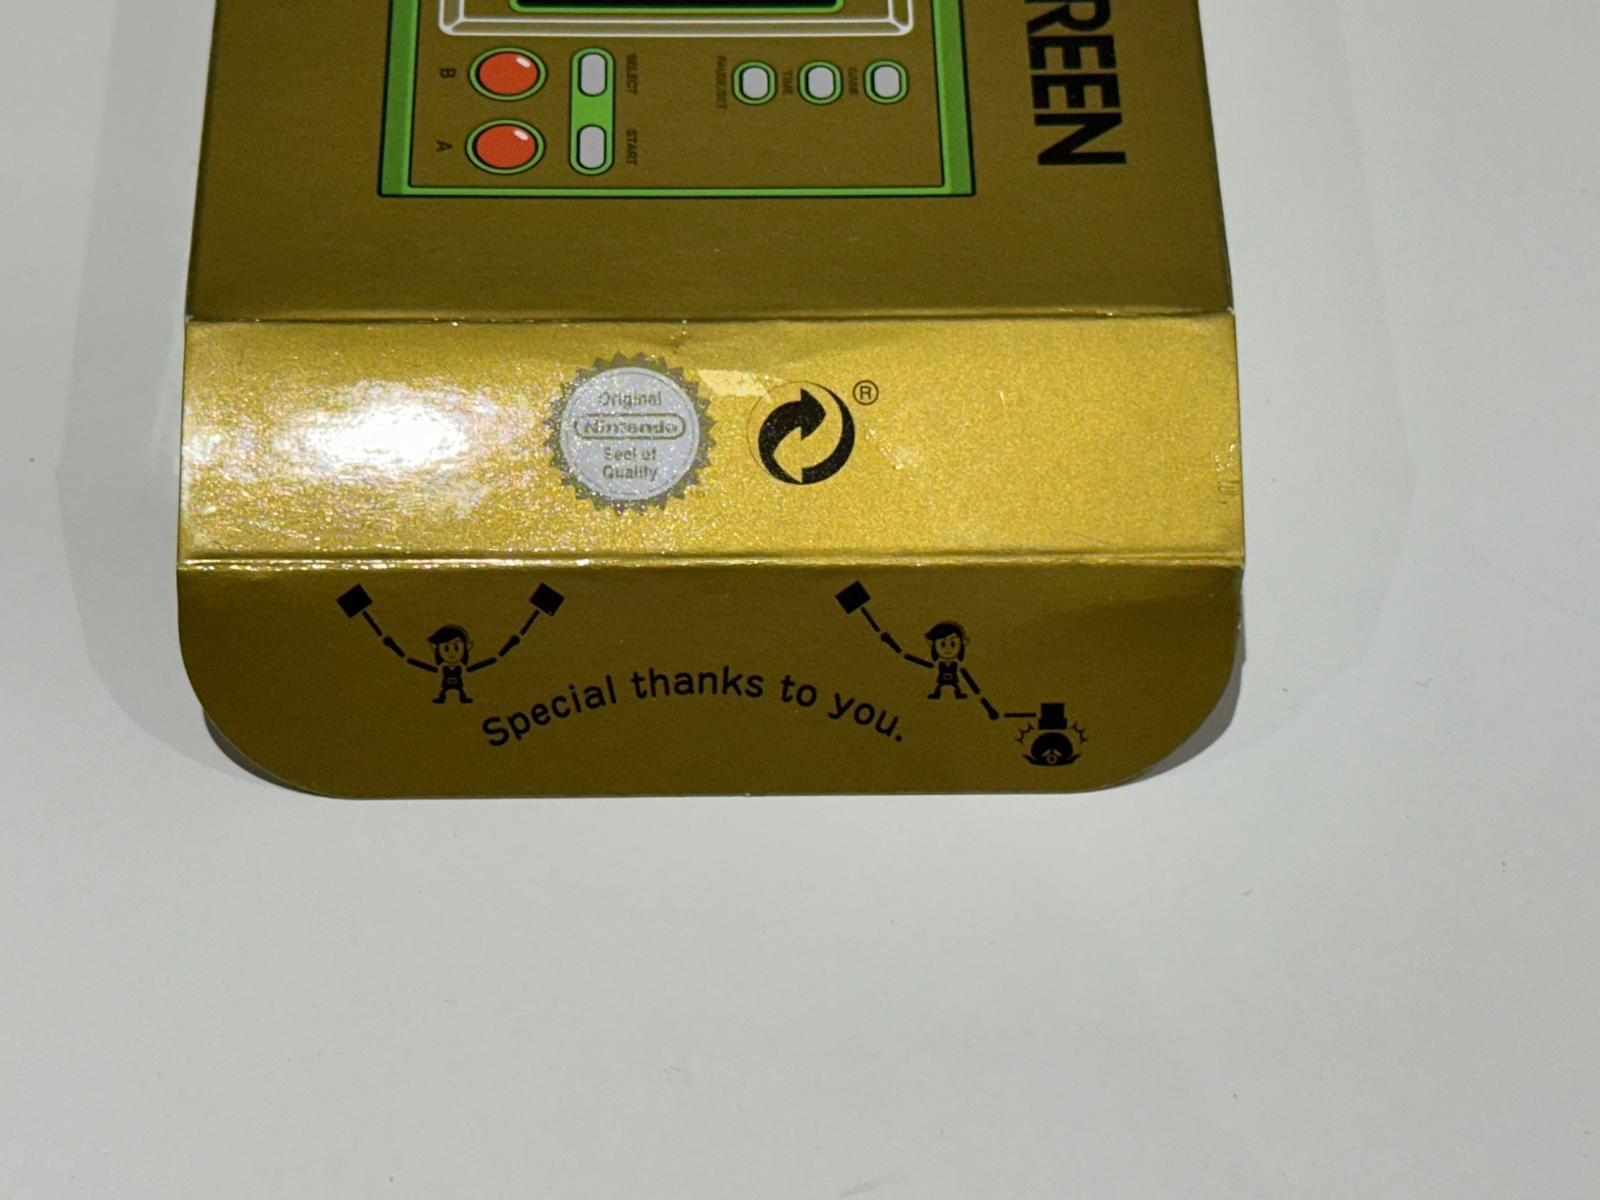 REEN
B
A
SELECT
START
PAUSE/SET
TIME
GAME
Original
Nintendo
Seal of
Quality
®
Special thanks to you.